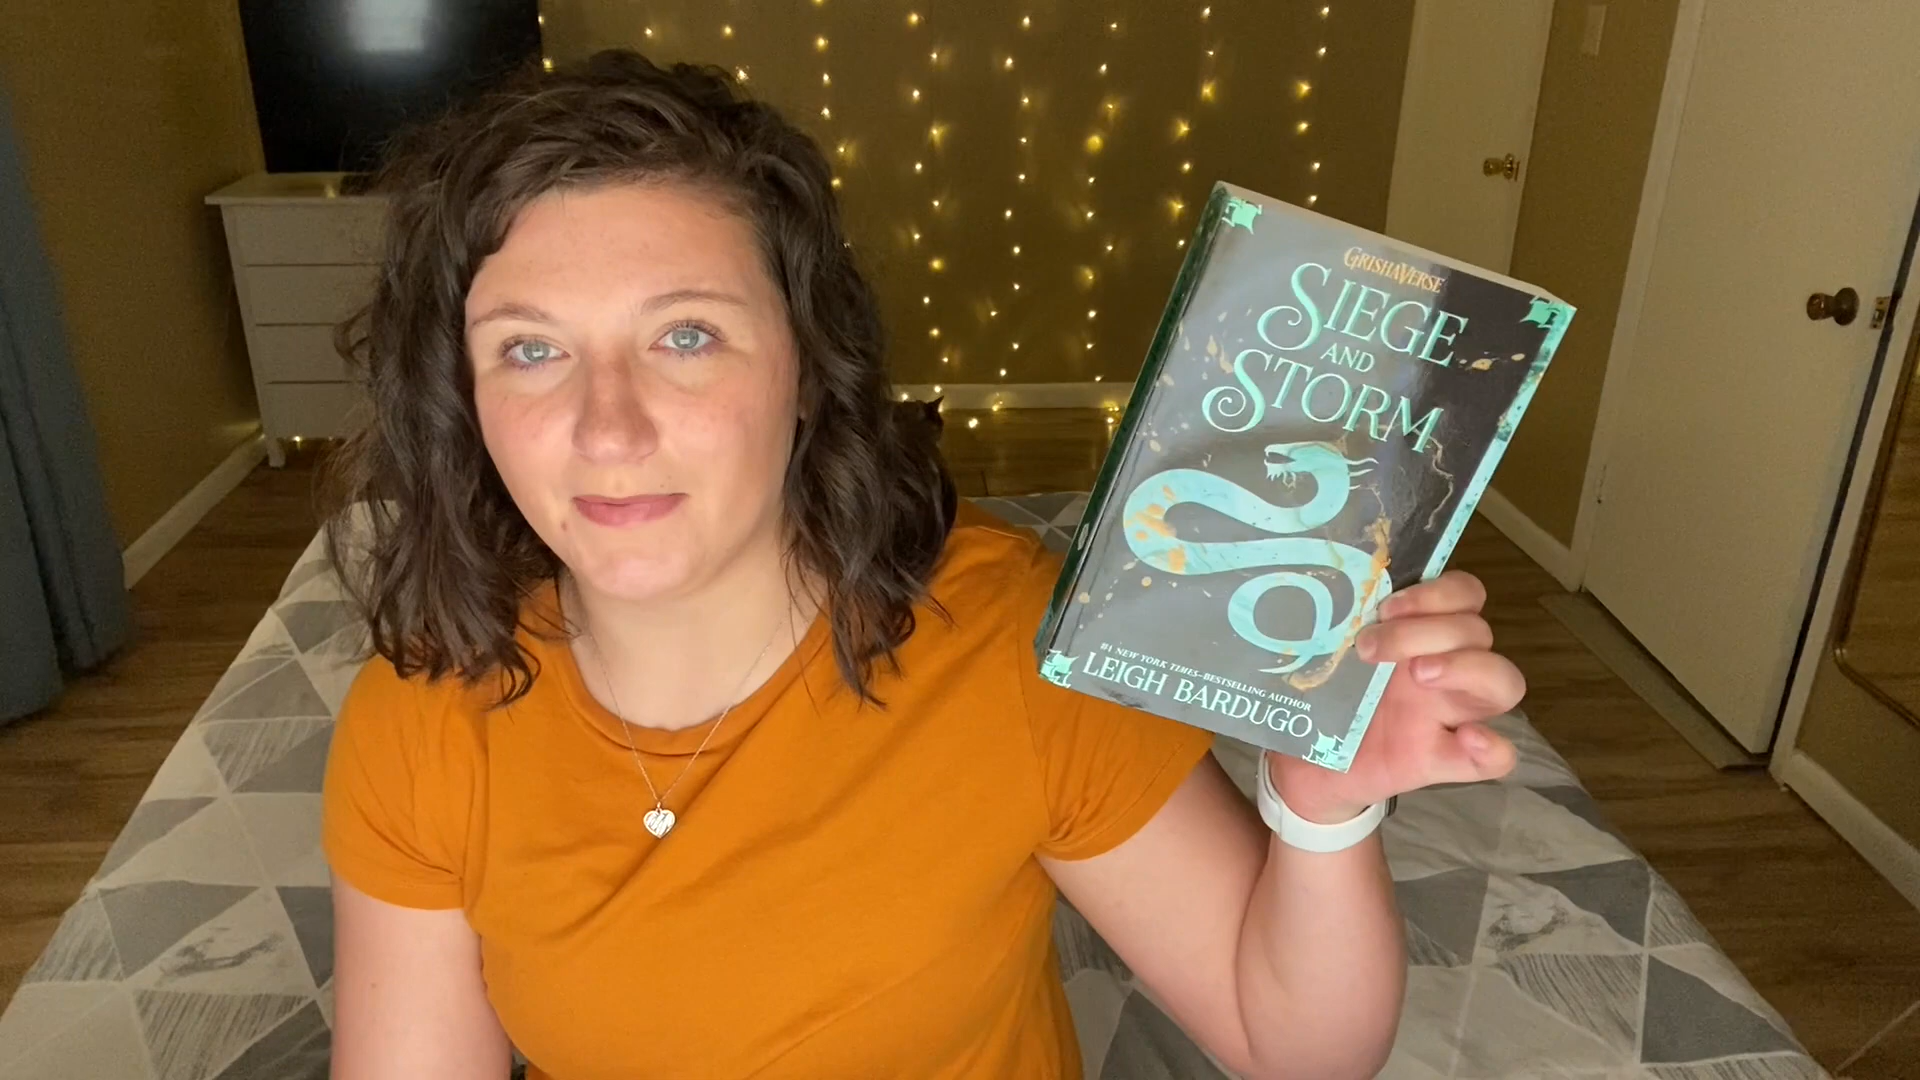 GRISHAVERSE
SIEGE
AND
STORM
#1 NEW YORK TIMES–BESTSELLING AUTHOR
LEIGH BARDUGO